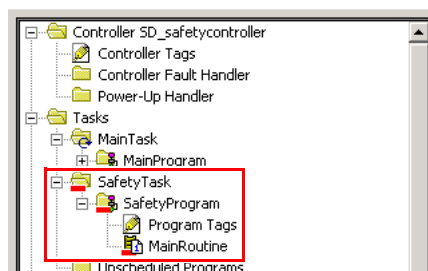 Controller SD_safetycontroller
Controller Tags
Controller Fault Handler
Power-Up Handler
Tasks
MainTask
MainProgram
SafetyTask
SafetyProgram
Program Tags
MainRoutine
Unscheduled Programs